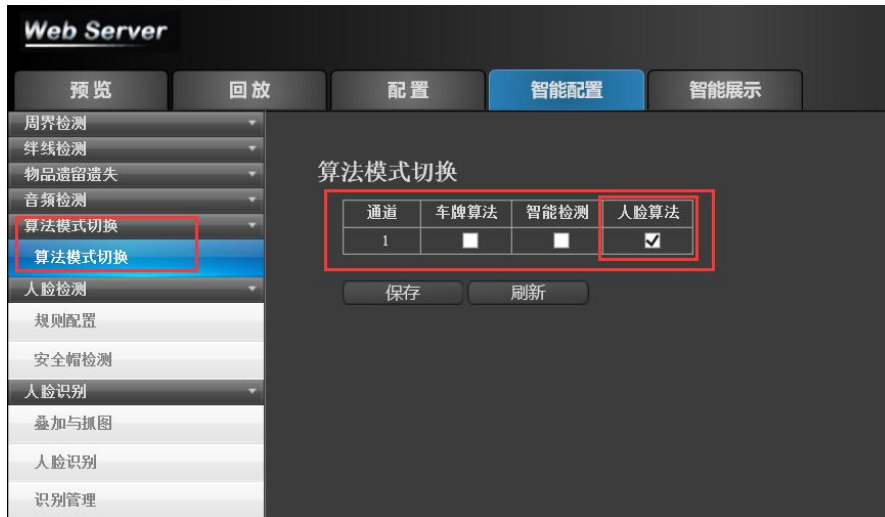 Web Server
预览 回放 配置 智能配置 智能展示
周界检测
绊线检测
物品遗留遗失
音频检测
算法模式切换
算法模式切换
人脸检测
规则配置
安全帽检测
人脸识别
叠加与抓图
人脸识别
识别管理
算法模式切换
通道 车牌算法 智能检测 人脸算法
1
保存 刷新